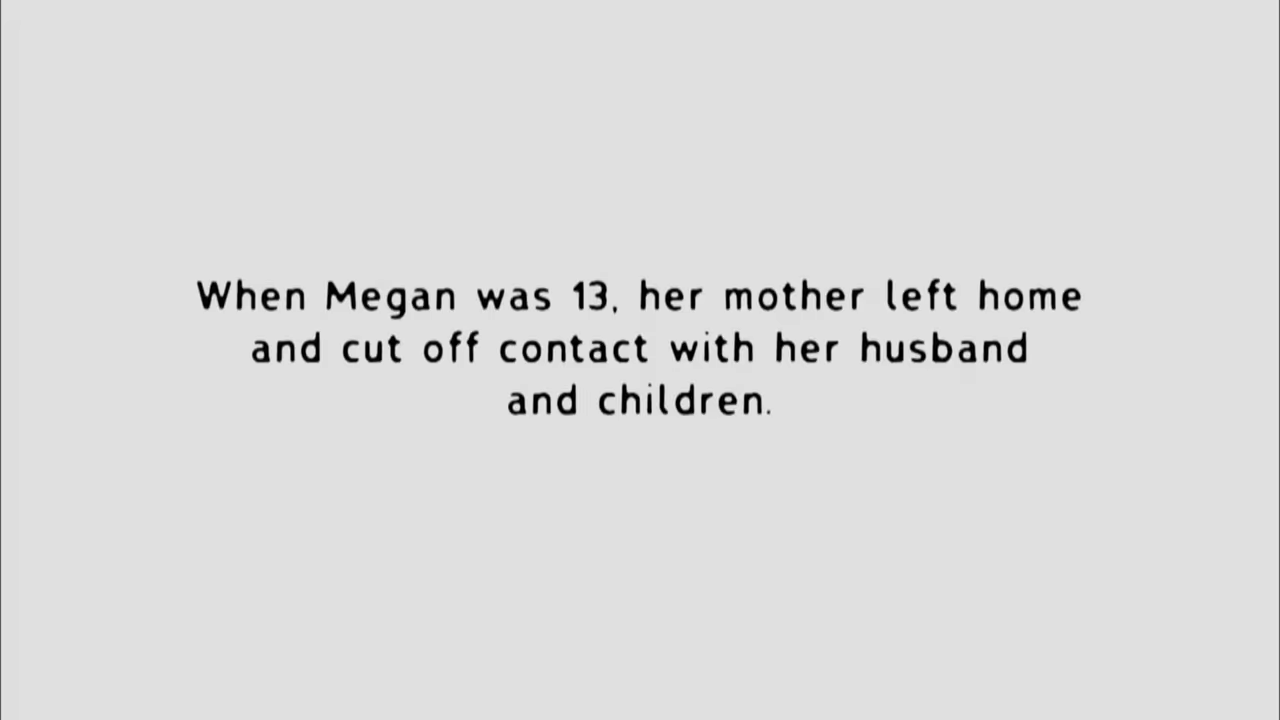 When Megan was 13, her mother left home
and cut off contact with her husband
and children.